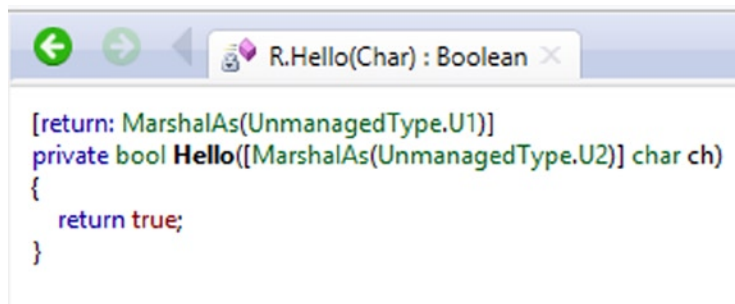 R.Hello(Char) : Boolean
[return: MarshalAs(UnmanagedType.U1)]
private bool Hello([MarshalAs(UnmanagedType.U2)] char ch)
{
return true;
}